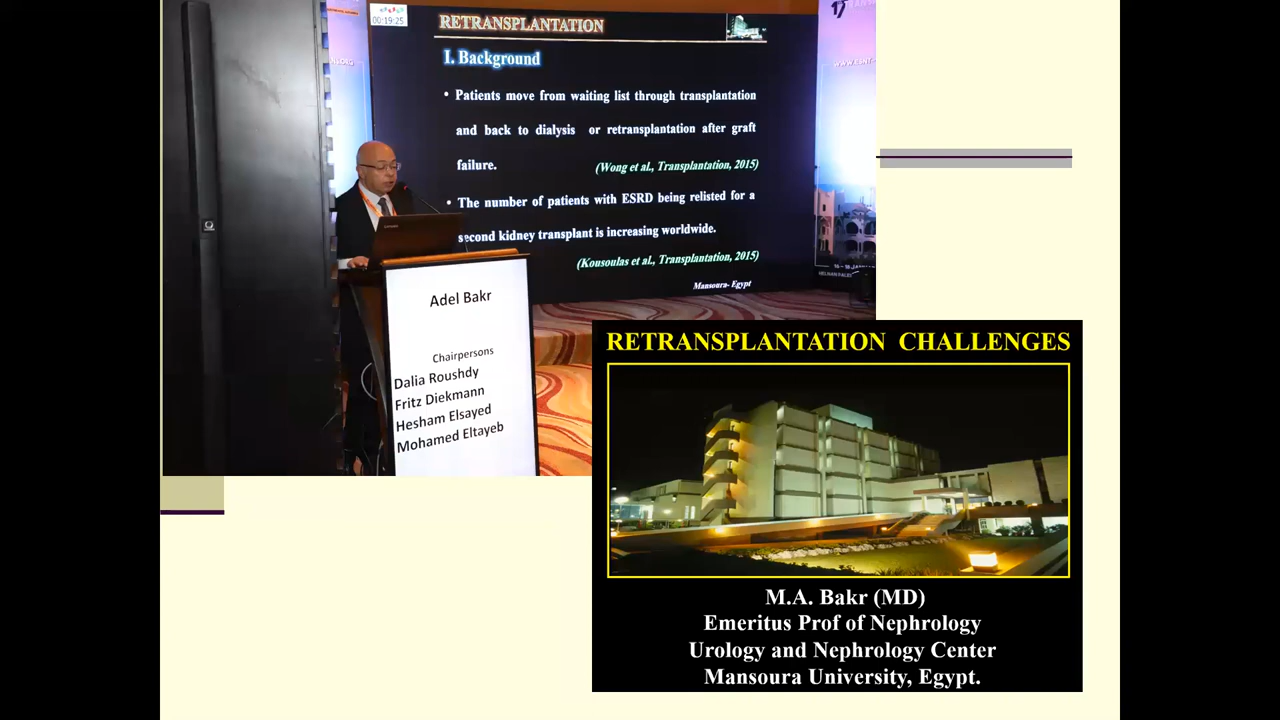 00:19:25
RETRANSPLANTATION
I. Background
• Patients move from waiting list through transplantation
and back to dialysis or retransplantation after graft
failure. (Wong et al., Transplantation, 2015)
• The number of patients with ESRD being relisted for a
second kidney transplant is increasing worldwide.
(Kousoulas et al., Transplantation, 2015)
Mansoura- Egypt
17
Adel Bakr
Chairpersons
Dalia Roushdy
Fritz Diekmann
Hesham Elsayed
Mohamed Eltayeb
RETRANSPLANTATION CHALLENGES
M.A. Bakr (MD)
Emeritus Prof of Nephrology
Urology and Nephrology Center
Mansoura University, Egypt.